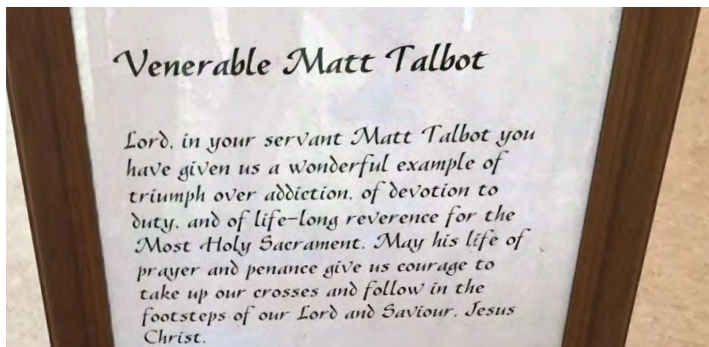 Venerable Matt Talbot
Lord, in your servant Matt Talbot you
have given us a wonderful example of
triumph over addiction, of devotion to
duty, and of life-long reverence for the
Most Holy Sacrament. May his life of
prayer and penance give us courage to
take up our crosses and follow in the
footsteps of our Lord and Saviour, Jesus
Christ.